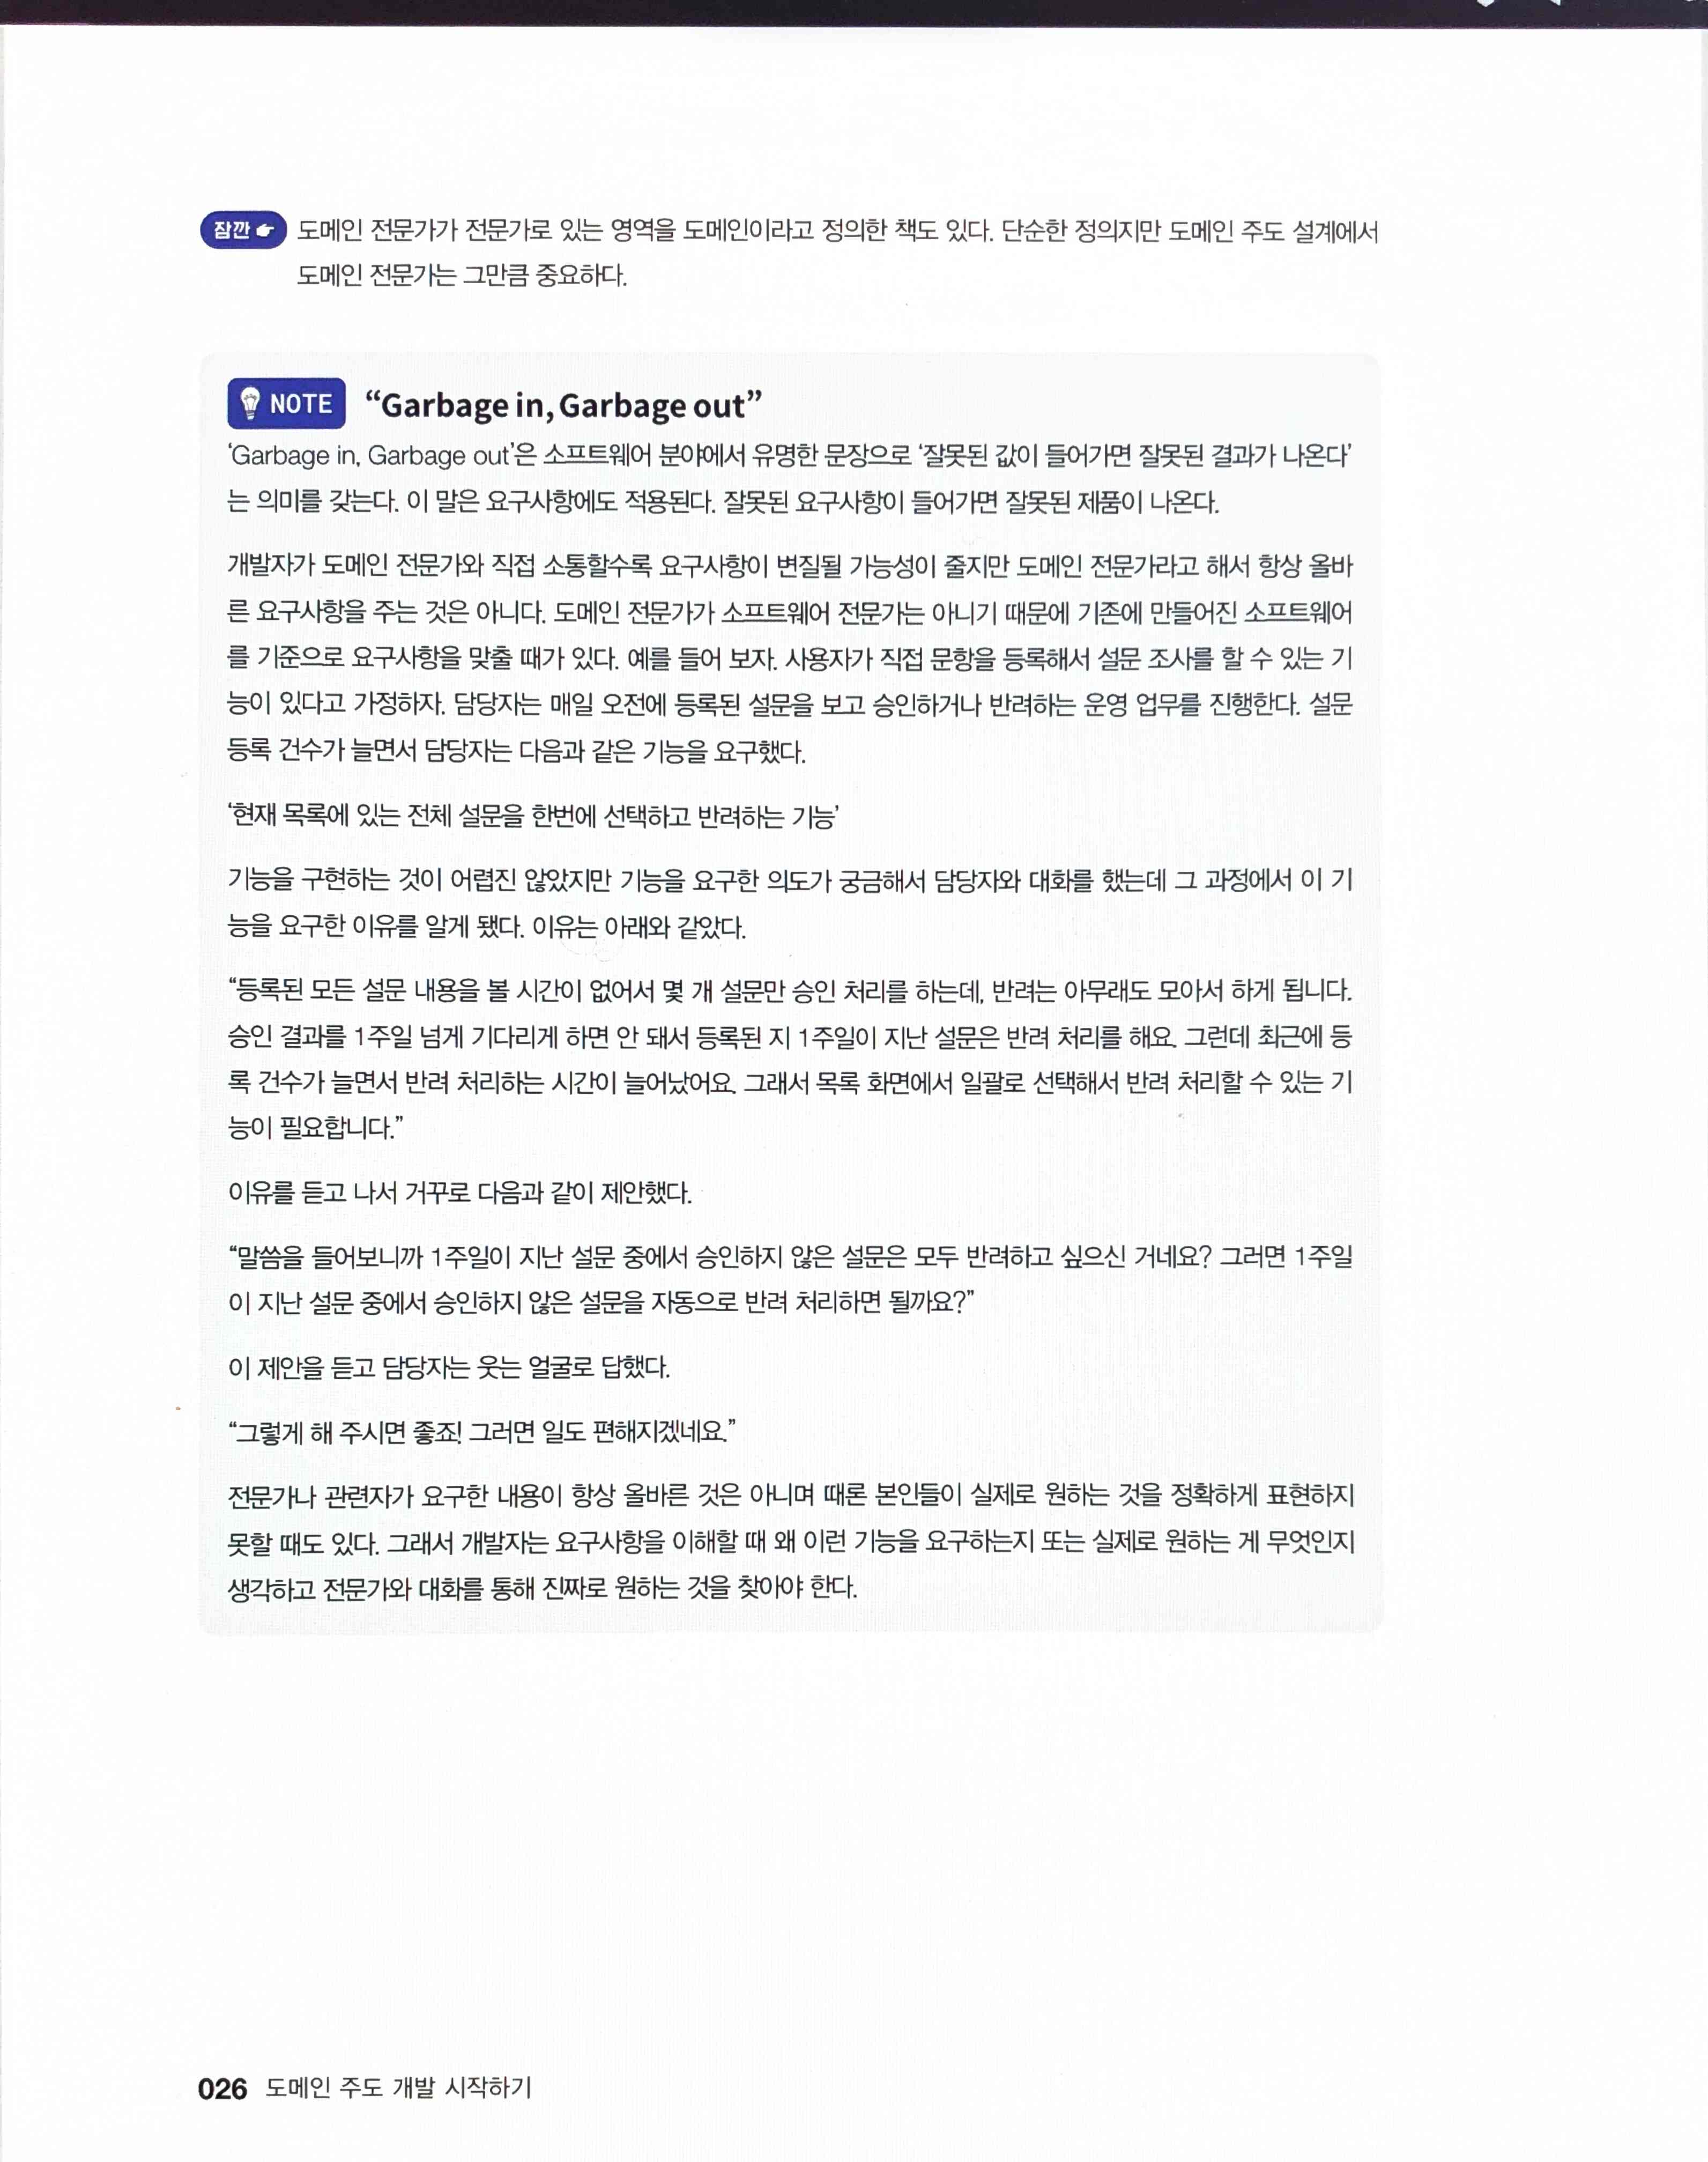 잠깐 도메인 전문가가 전문가로 있는 영역을 도메인이라고 정의한 책도 있다. 단순한 정의지만 도메인 주도 설계에서
도메인 전문가는 그만큼 중요하다.
NOTE “Garbage in, Garbage out”
‘Garbage in, Garbage out’은 소프트웨어 분야에서 유명한 문장으로 ‘잘못된 값이 들어가면 잘못된 결과가 나온다’
는 의미를 갖는다. 이 말은 요구사항에도 적용된다. 잘못된 요구사항이 들어가면 잘못된 제품이 나온다.
개발자가 도메인 전문가와 직접 소통할수록 요구사항이 변질될 가능성이 줄지만 도메인 전문가라고 해서 항상 올바
른 요구사항을 주는 것은 아니다. 도메인 전문가가 소프트웨어 전문가는 아니기 때문에 기존에 만들어진 소프트웨어
를 기준으로 요구사항을 맞출 때가 있다. 예를 들어 보자. 사용자가 직접 문항을 등록해서 설문 조사를 할 수 있는 기
능이 있다고 가정하자. 담당자는 매일 오전에 등록된 설문을 보고 승인하거나 반려하는 운영 업무를 진행한다. 설문
등록 건수가 늘면서 담당자는 다음과 같은 기능을 요구했다.
‘현재 목록에 있는 전체 설문을 한번에 선택하고 반려하는 기능’
기능을 구현하는 것이 어렵진 않았지만 기능을 요구한 의도가 궁금해서 담당자와 대화를 했는데 그 과정에서 이 기
능을 요구한 이유를 알게 됐다. 이유는 아래와 같았다.
“등록된 모든 설문 내용을 볼 시간이 없어서 몇 개 설문만 승인 처리를 하는데, 반려는 아무래도 모아서 하게 됩니다.
승인 결과를 1주일 넘게 기다리게 하면 안 돼서 등록된 지 1주일이 지난 설문은 반려 처리를 해요. 그런데 최근에 등
록 건수가 늘면서 반려 처리하는 시간이 늘어났어요. 그래서 목록 화면에서 일괄로 선택해서 반려 처리할 수 있는 기
능이 필요합니다.”
이유를 듣고 나서 거꾸로 다음과 같이 제안했다.
“말씀을 들어보니까 1주일이 지난 설문 중에서 승인하지 않은 설문은 모두 반려하고 싶으신 거네요? 그러면 1주일
이 지난 설문 중에서 승인하지 않은 설문을 자동으로 반려 처리하면 될까요?”
이 제안을 듣고 담당자는 웃는 얼굴로 답했다.
“그렇게 해 주시면 좋죠! 그러면 일도 편해지겠네요.”
전문가나 관련자가 요구한 내용이 항상 올바른 것은 아니며 때론 본인들이 실제로 원하는 것을 정확하게 표현하지
못할 때도 있다. 그래서 개발자는 요구사항을 이해할 때 왜 이런 기능을 요구하는지 또는 실제로 원하는 게 무엇인지
생각하고 전문가와 대화를 통해 진짜로 원하는 것을 찾아야 한다.
026 도메인 주도 개발 시작하기